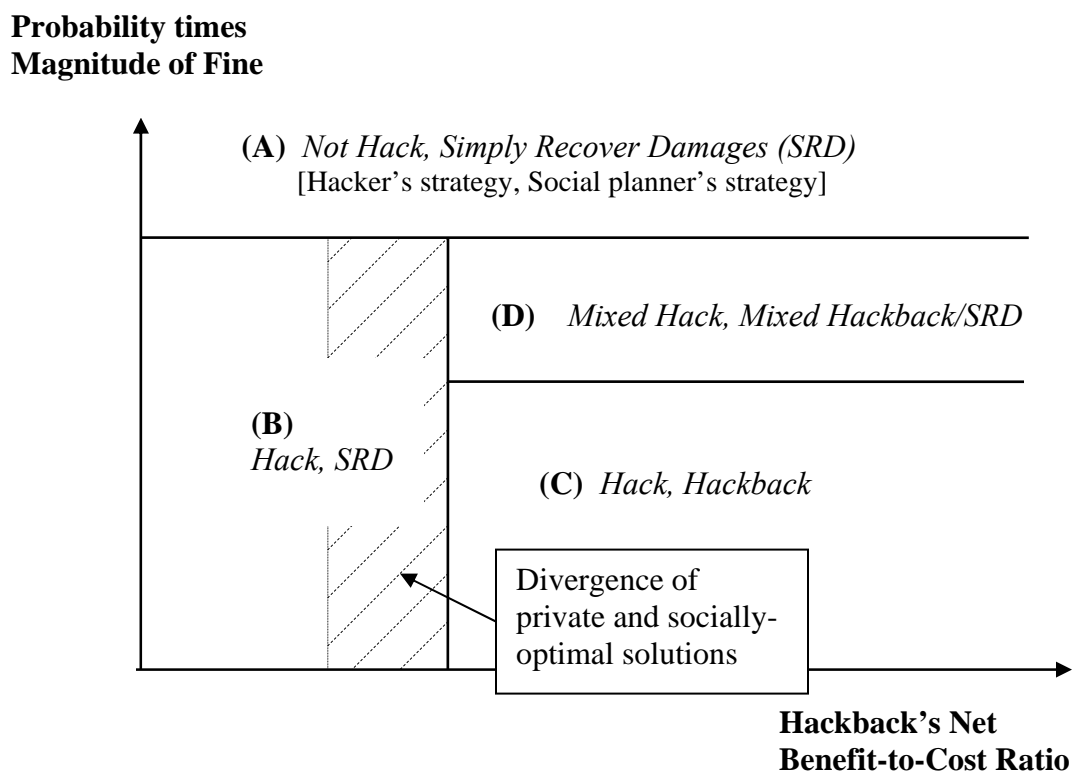 Probability times
Magnitude of Fine
(A) Not Hack, Simply Recover Damages (SRD)
[Hacker’s strategy, Social planner’s strategy]
(D) Mixed Hack, Mixed Hackback/SRD
(B)
Hack, SRD
(C) Hack, Hackback
Divergence of
private and socially-
optimal solutions
Hackback’s Net
Benefit-to-Cost Ratio